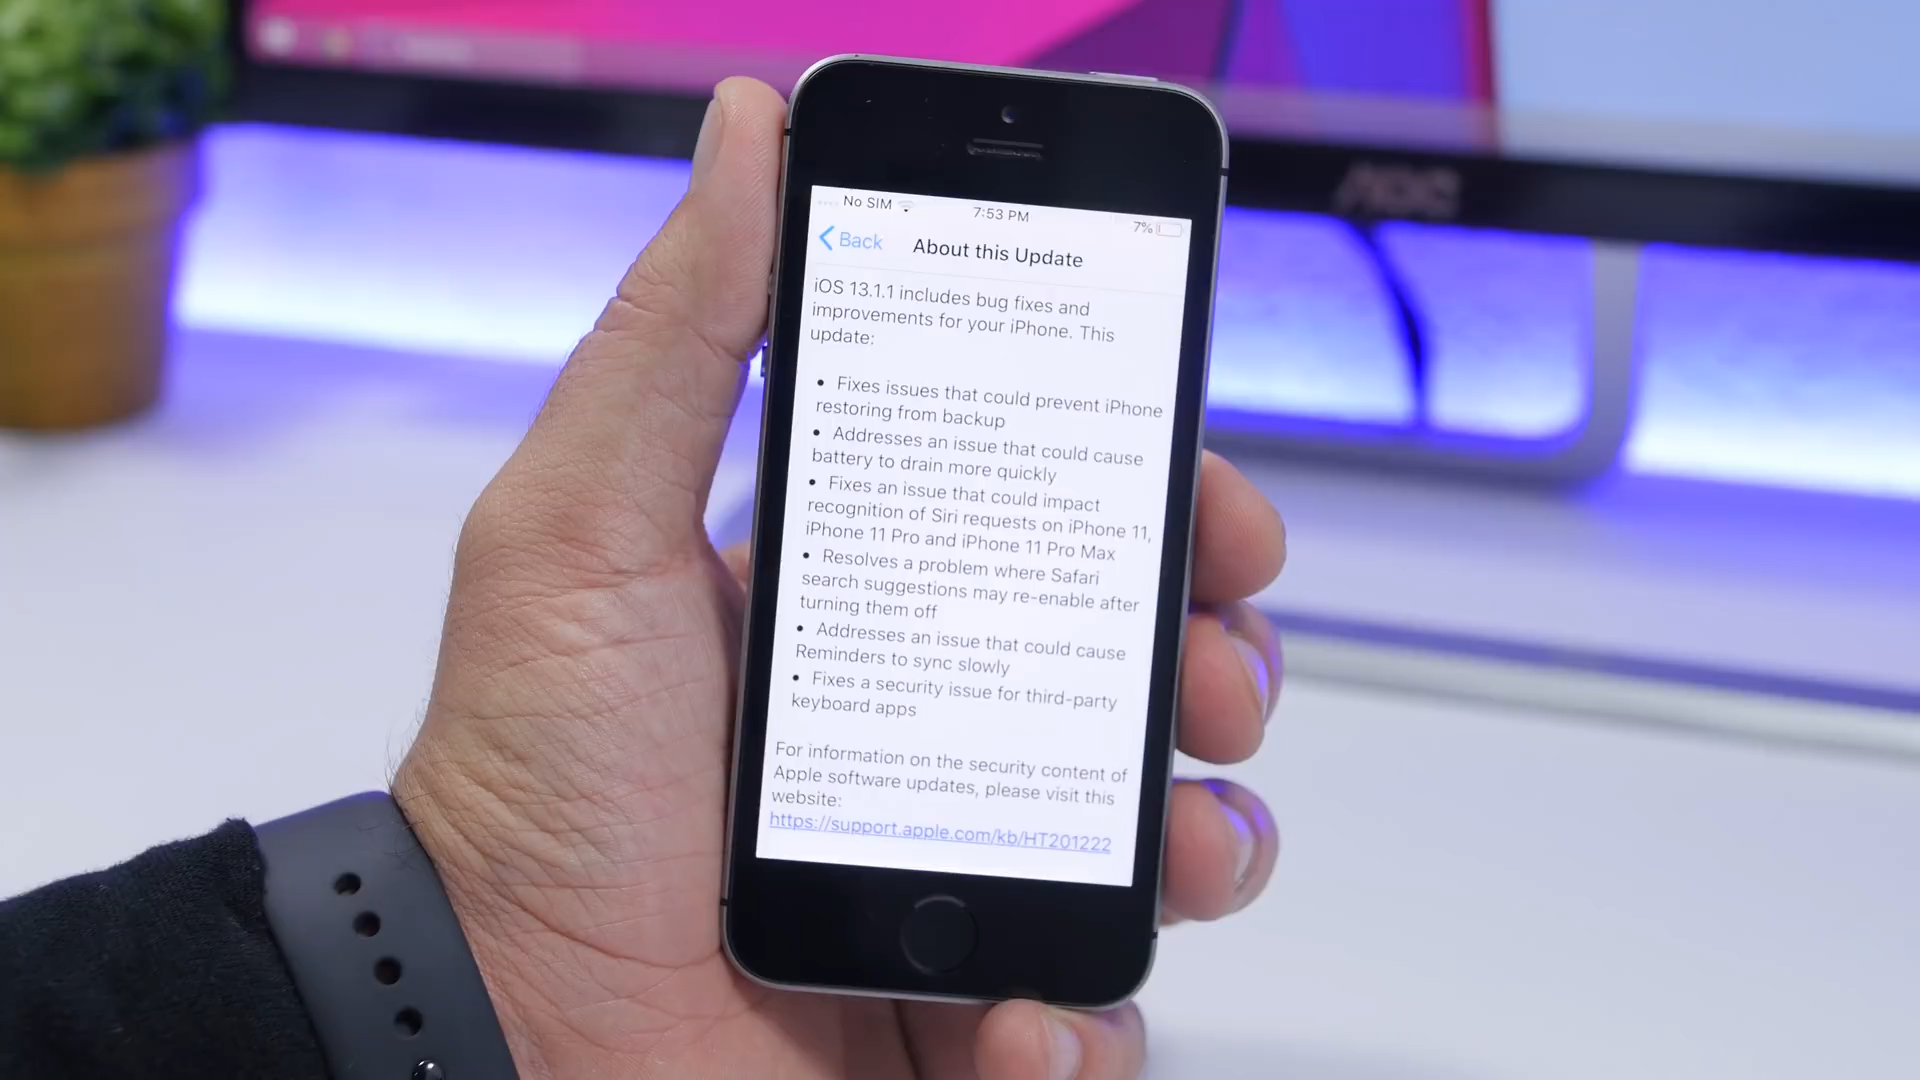 No SIM 7:53 PM 7%
Back About this Update
iOS 13.1.1 includes bug fixes and
improvements for your iPhone. This
update:
• Fixes issues that could prevent iPhone
restoring from backup
• Addresses an issue that could cause
battery to drain more quickly
• Fixes an issue that could impact
recognition of Siri requests on iPhone 11,
iPhone 11 Pro and iPhone 11 Pro Max
• Resolves a problem where Safari
search suggestions may re-enable after
turning them off
• Addresses an issue that could cause
Reminders to sync slowly
• Fixes a security issue for third-party
keyboard apps
For information on the security content of
Apple software updates, please visit this
website:
https://support.apple.com/kb/HT201222
AOC